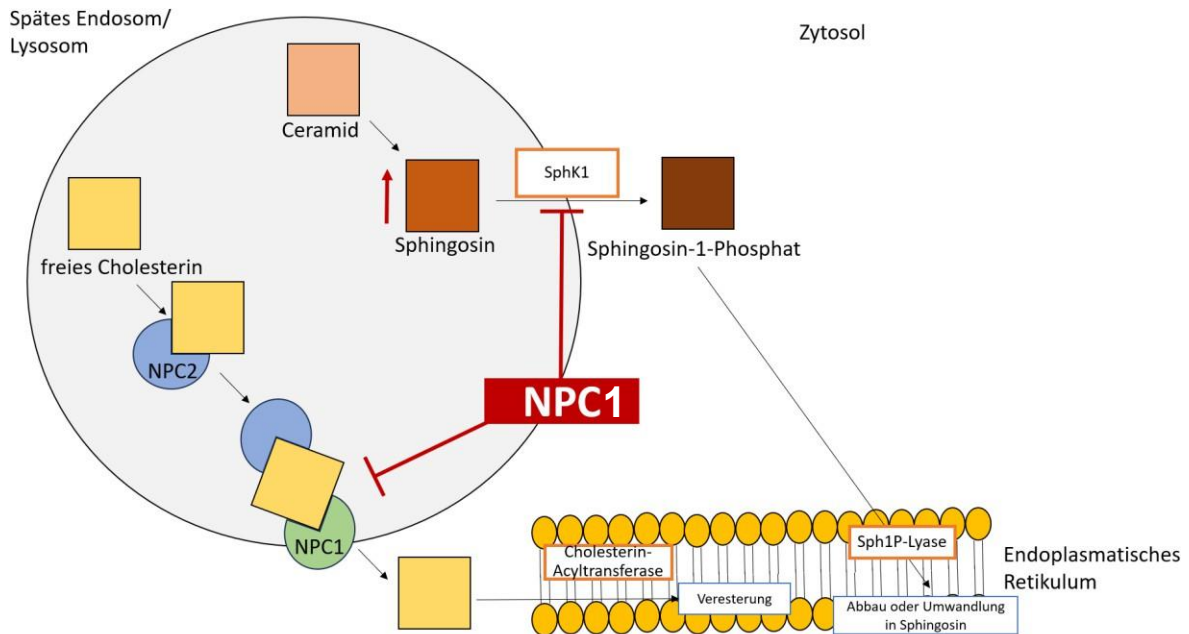 Spätes Endosom/
Lysosom
Zytosol
Ceramid
SphK1
Sphingosin
Sphingosin-1-Phosphat
freies Cholesterin
NPC2
NPC1
NPC1
Cholesterin-
Acyltransferase
Sph1P-Lyase
Endoplasmatisches
Retikulum
Veresterung
Abbau oder Umwandlung
in Sphingosin